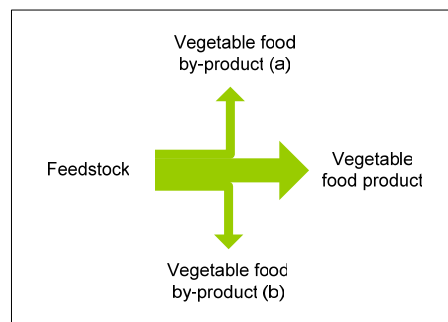 Vegetable food
by-product (a)
Feedstock
Vegetable
food product
Vegetable food
by-product (b)